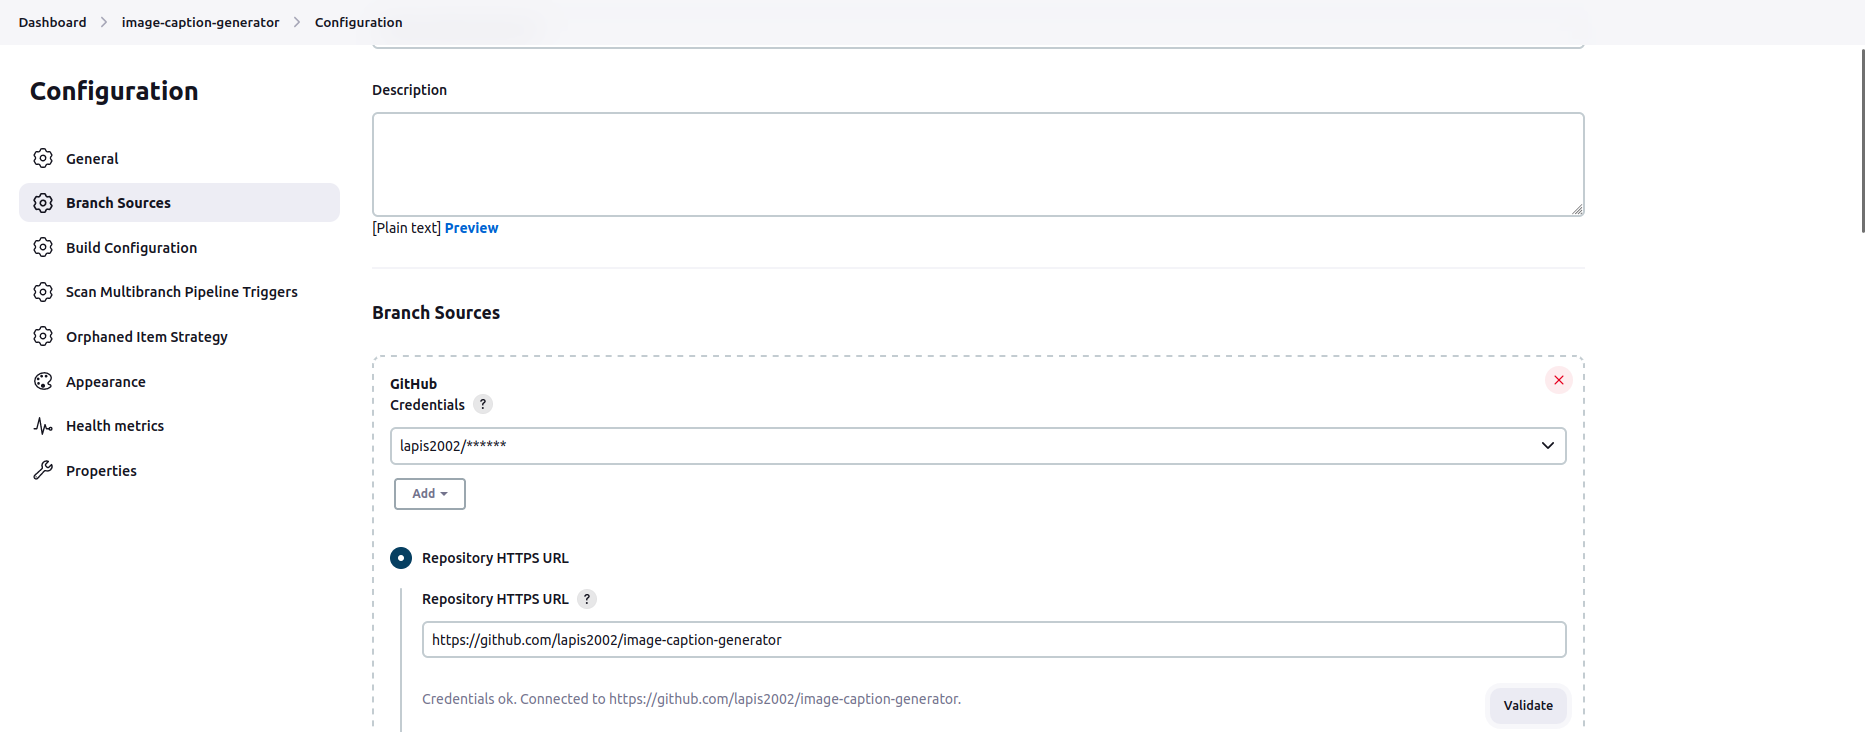 Dashboard > image-caption-generator > Configuration
Configuration
General
Branch Sources
Build Configuration
Scan Multibranch Pipeline Triggers
Orphaned Item Strategy
Appearance
Health metrics
Properties
Description
[Plain text] Preview
Branch Sources
GitHub
Credentials ?
lapis2002/******
Add
Repository HTTPS URL
Repository HTTPS URL ?
https://github.com/lapis2002/image-caption-generator
Credentials ok. Connected to https://github.com/lapis2002/image-caption-generator.
Validate